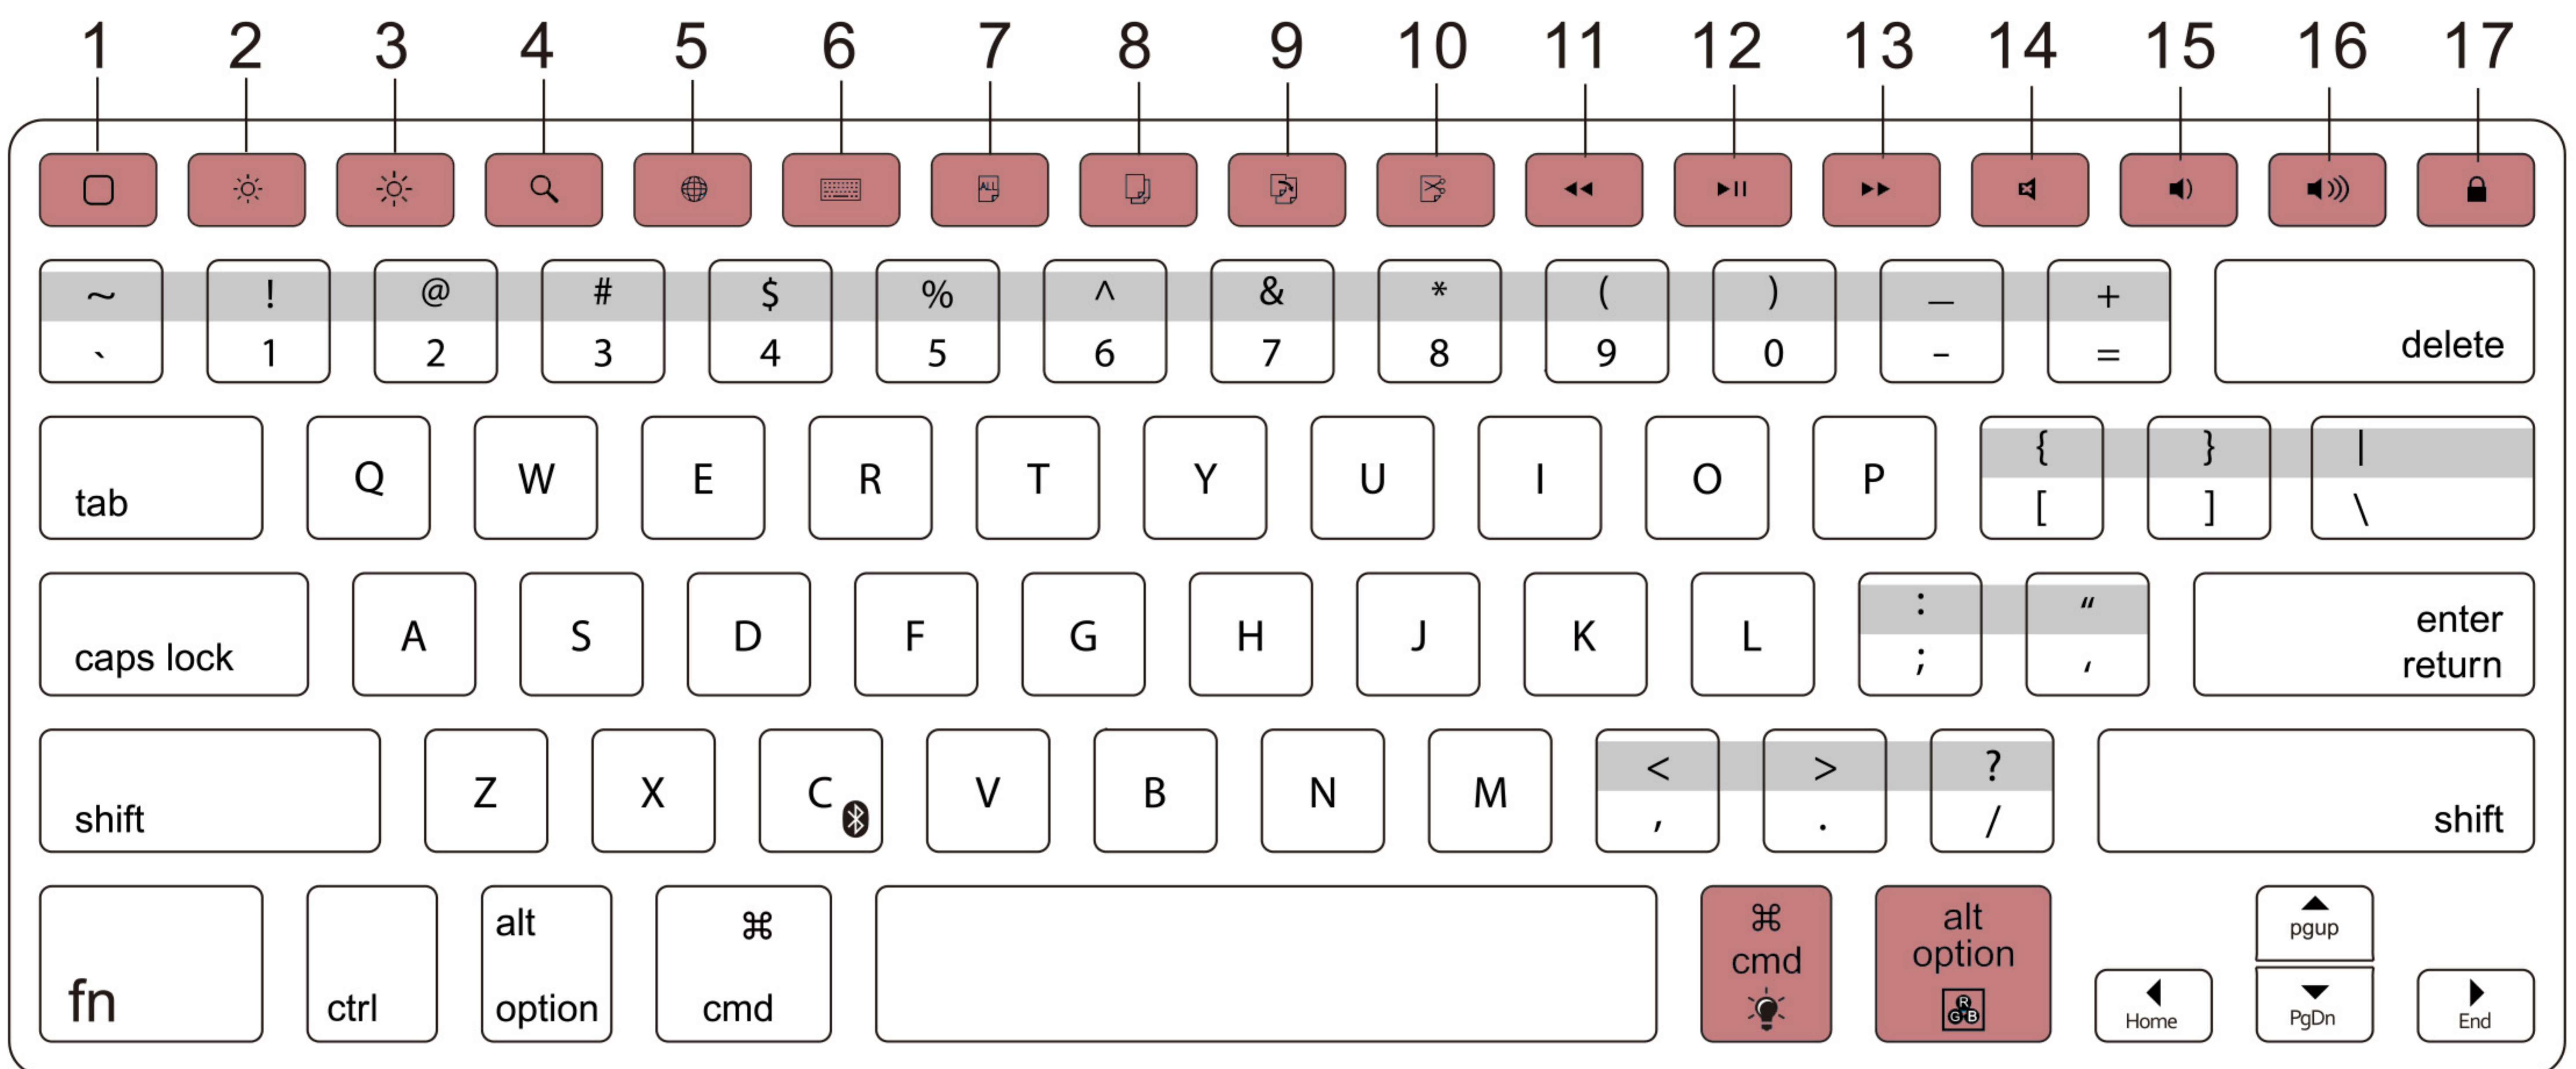 1 2 3 4 5 6 7 8 9 10 11 12 13 14 15 16 17
ALL
~ ! @ # $ % ^ & * ( ) _ +
` 1 2 3 4 5 6 7 8 9 0 - =
delete
tab Q W E R T Y U I O P { } |
[ ] \
caps lock A S D F G H J K L : “
; ‘
enter
return
shift Z X C V B N M < > ?
, . /
shift
fn
ctrl
alt
option
⌘
cmd
⌘
cmd
alt
option
R
G B
pgup
Home
PgDn
End